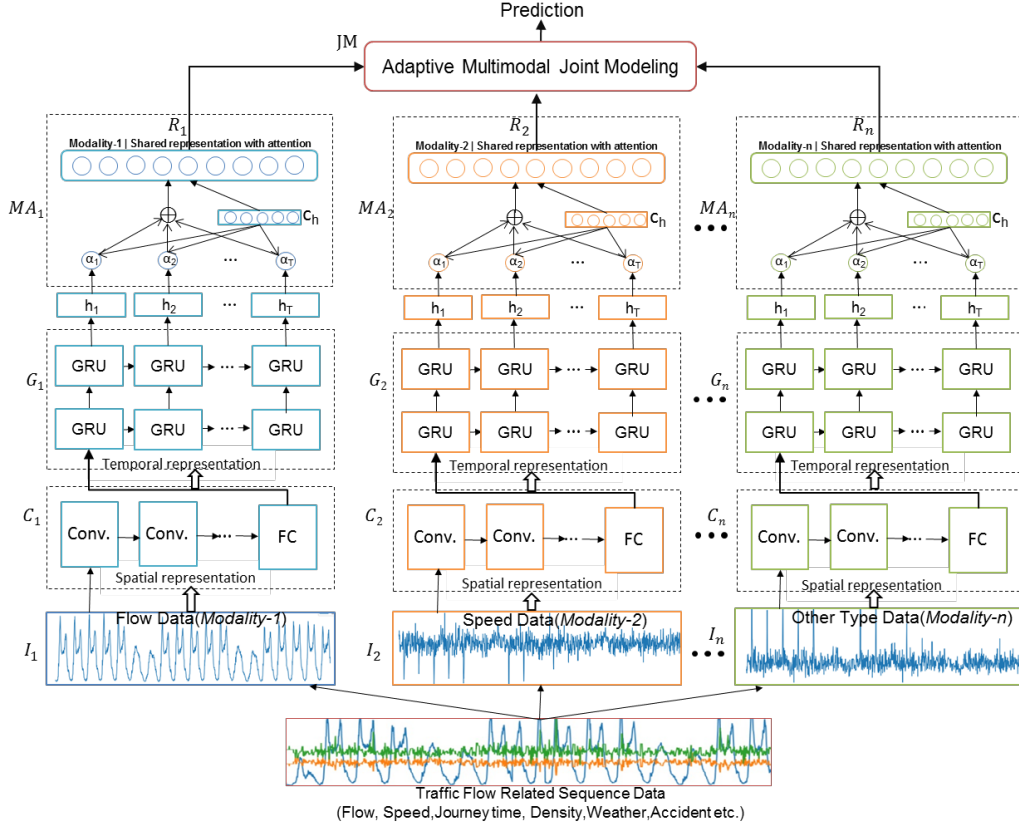 Prediction
JM
Adaptive Multimodal Joint Modeling
R1 R2 Rn
Modality-1 | Shared representation with attention
Modality-2 | Shared representation with attention
Modality-n | Shared representation with attention
MA1 Ch MA2 Ch MAn Ch
α1 α2 ... αT α1 α2 ... αT α1 α2 ... αT
h1 h2 ... hT h1 h2 ... hT h1 h2 ... hT
GRU GRU GRU GRU GRU GRU GRU GRU GRU
G1 G2 Gn
GRU GRU GRU GRU GRU GRU GRU GRU GRU
Temporal representation Temporal representation Temporal representation
C1 C2 Cn
Conv. Conv. ... FC Conv. Conv. ... FC Conv. Conv. ... FC
Spatial representation Spatial representation Spatial representation
Flow Data(Modality-1) Speed Data(Modality-2) Other Type Data(Modality-n)
I1 I2 In
Traffic Flow Related Sequence Data
(Flow, Speed,Journey time, Density,Weather,Accident etc.)